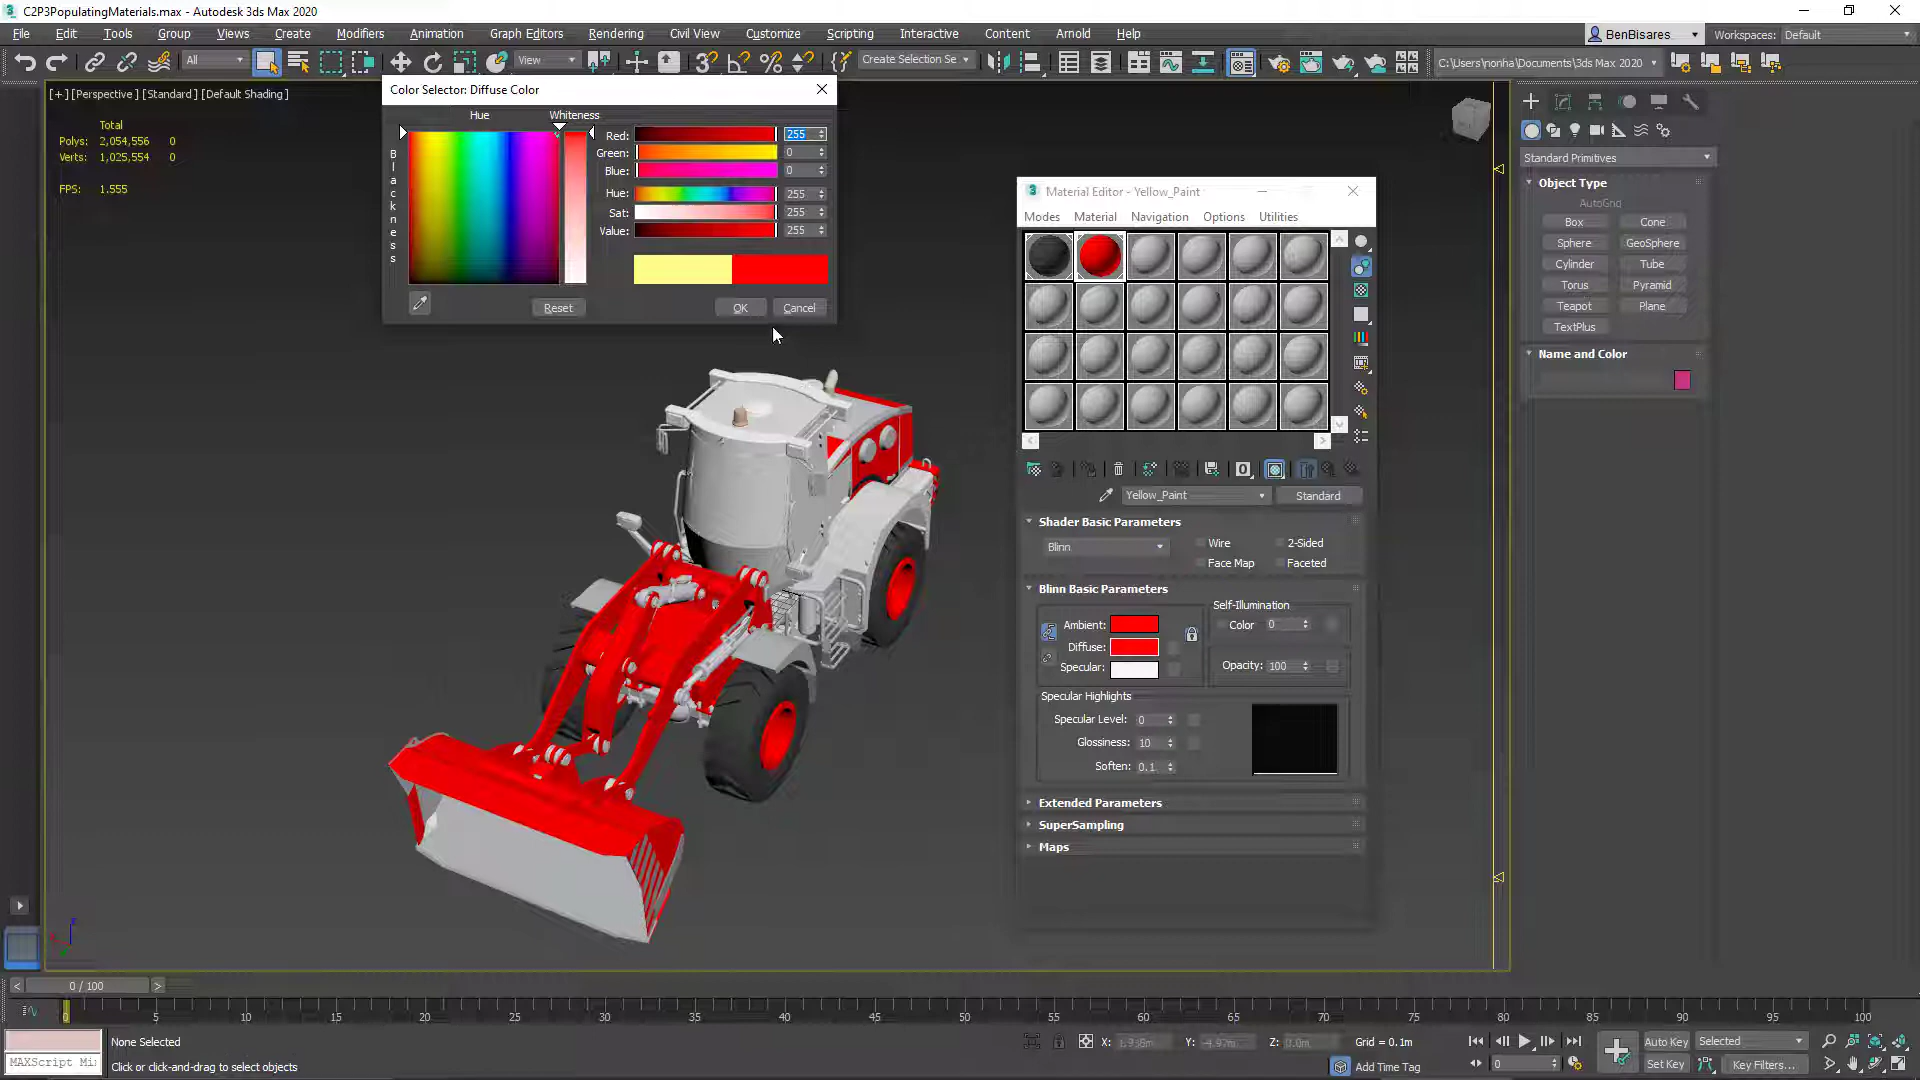 C2P3PopulatingMaterials.max - Autodesk 3ds Max 2020
File Edit Tools Group Views Create Modifiers Animation Graph Editors Rendering Civil View Customize Scripting Interactive Content Arnold Help
BenBisares Workspaces: Default
All View Create Selection Se C:\Users\nonha\Documents\3ds Max 2020
[+] [Perspective] [Standard] [Default Shading]
Total
Polys: 2,054,556 0
Verts: 1,025,554 0
FPS: 1.555
Color Selector: Diffuse Color
Hue Whiteness
Blackness
Red: 255
Green: 0
Blue: 0
Hue: 255
Sat: 255
Value: 255
Reset OK Cancel
Material Editor - Yellow_Paint
Modes Material Navigation Options Utilities
Yellow_Paint Standard
Shader Basic Parameters
Blinn Wire 2-Sided
Face Map Faceted
Blinn Basic Parameters
Self-Illumination
Ambient: Color 0
Diffuse:
Specular: Opacity: 100
Specular Highlights
Specular Level: 0
Glossiness: 10
Soften: 0.1
Extended Parameters
SuperSampling
Maps
Standard Primitives
Object Type
AutoGrid
Box Cone
Sphere GeoSphere
Cylinder Tube
Torus Pyramid
Teapot Plane
TextPlus
Name and Color
0 / 100
0 5 10 15 20 25 30 35 40 45 50 55 60 65 70 75 80 85 90 95 100
None Selected
MAXScript Mi
Click or click-and-drag to select objects
X: 1.938m Y: -4.97m Z: 0.0m Grid = 0.1m
Add Time Tag
0
Auto Key Selected
Set Key Key Filters...